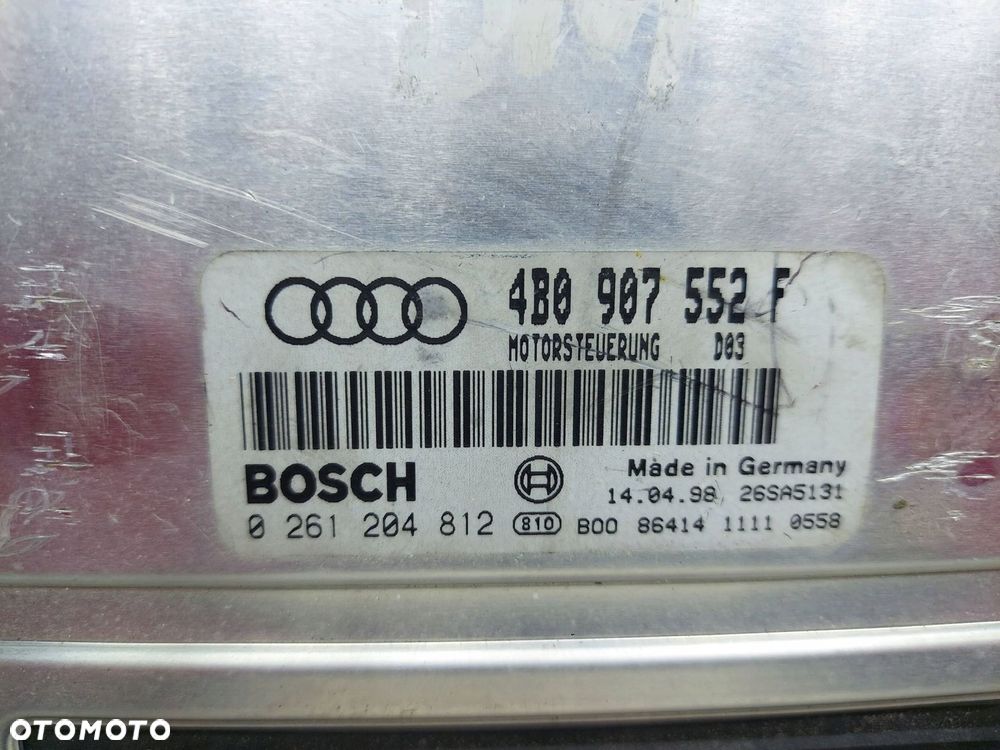 4B0 907 552 F
MOTORSTEUERUNG D03
BOSCH
Made in Germany
14.04.98 26SA5131
0 261 204 812 810 B00 86414 1111 0558
OTOMOTO